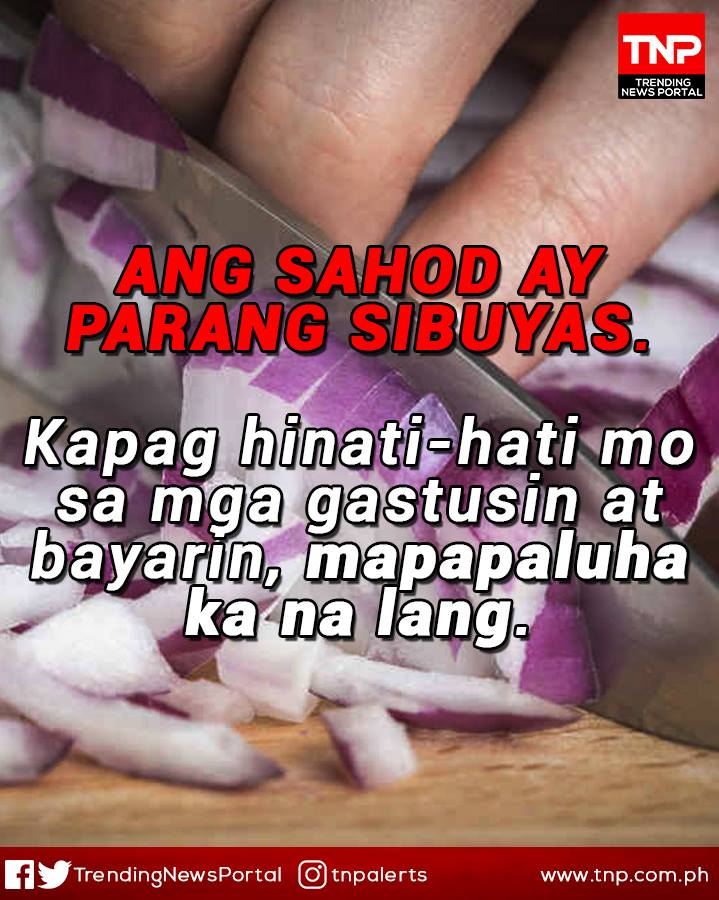 TNP
TRENDING
NEWS PORTAL
ANG SAHOD AY
PARANG SIBUYAS.
Kapag hinati-hati mo
sa mga gastusin at
bayarin, mapapaluha
ka na lang.
TrendingNewsPortal tnpalerts www.tnp.com.ph